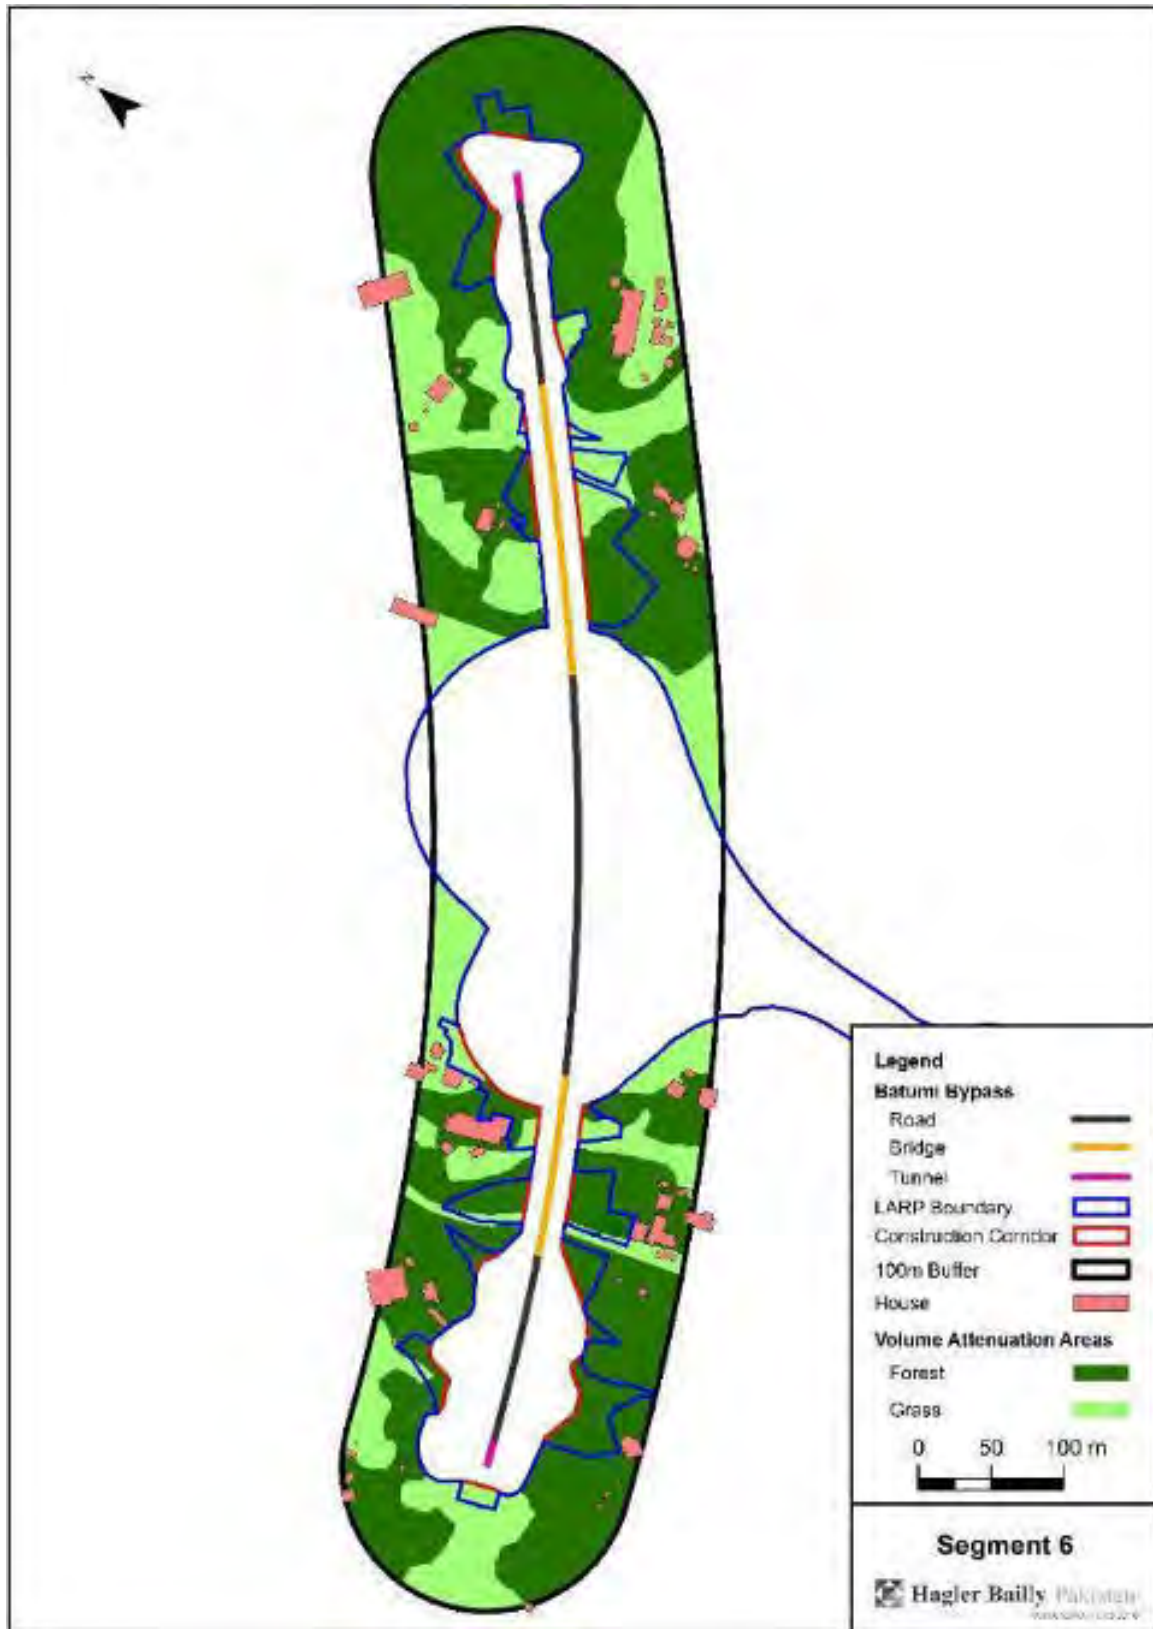 N
Legend
Batumi Bypass
Road
Bridge
Tunnel
LARP Boundary
Construction Corridor
100m Buffer
House
Volume Attenuation Areas
Forest
Grass
0 50 100 m
Segment 6
Hagler Bailly Pakistan